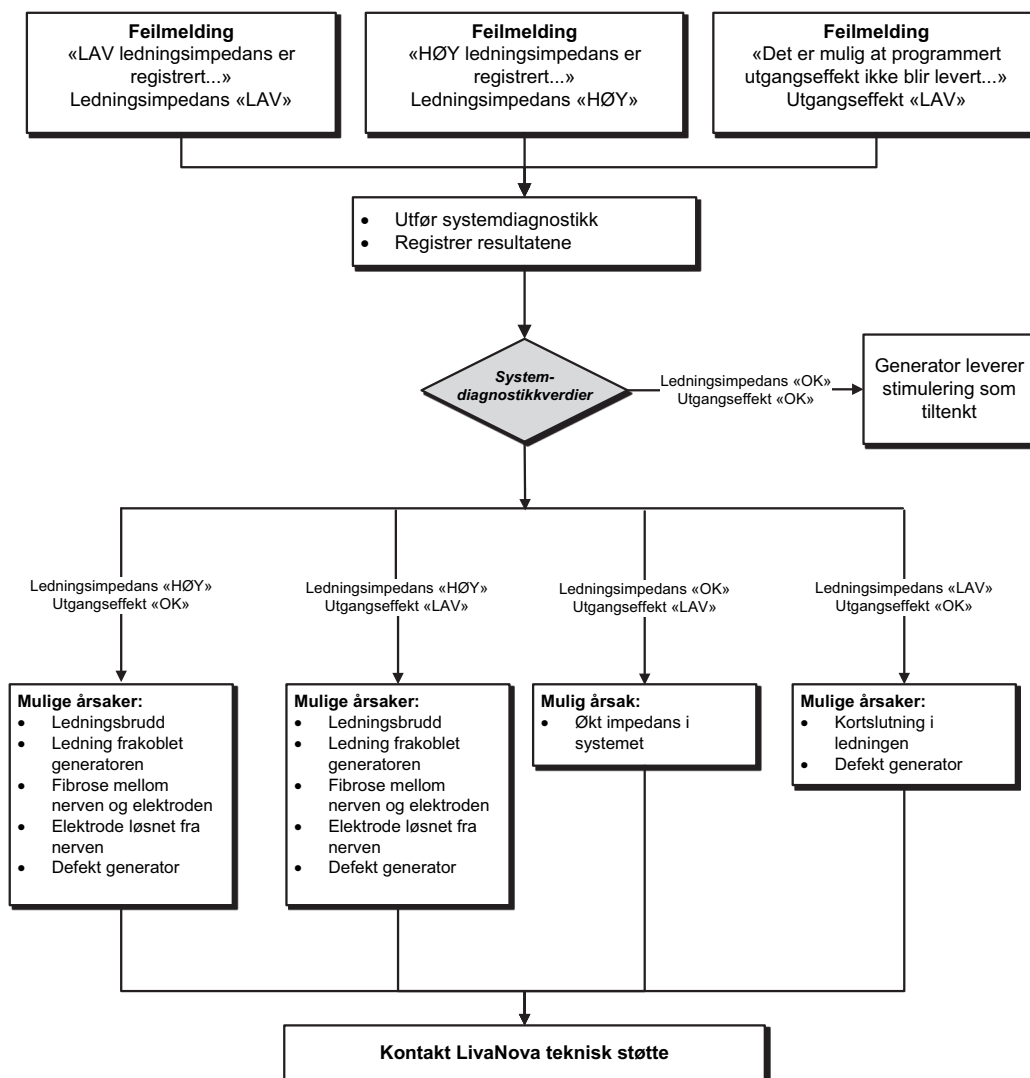 Feilmelding
«LAV ledningsimpedans er
registrert...»
Ledningsimpedans «LAV»
Feilmelding
«HØY ledningsimpedans er
registrert...»
Ledningsimpedans «HØY»
Feilmelding
«Det er mulig at programmert
utgangseffekt ikke blir levert...»
Utgangseffekt «LAV»
• Utfør systemdiagnostikk
• Registrer resultatene
System-
diagnostikkverdier
Ledningsimpedans «OK»
Utgangseffekt «OK»
Generator leverer
stimulering som
tiltenkt
Ledningsimpedans «HØY»
Utgangseffekt «OK»
Ledningsimpedans «HØY»
Utgangseffekt «LAV»
Ledningsimpedans «OK»
Utgangseffekt «LAV»
Ledningsimpedans «LAV»
Utgangseffekt «OK»
Mulige årsaker:
• Ledningsbrudd
• Ledning frakoblet
generatoren
• Fibrose mellom
nerven og elektroden
• Elektrode løsnet fra
nerven
• Defekt generator
Mulige årsaker:
• Ledningsbrudd
• Ledning frakoblet
generatoren
• Fibrose mellom
nerven og elektroden
• Elektrode løsnet fra
nerven
• Defekt generator
Mulig årsak:
• Økt impedans i
systemet
Mulige årsaker:
• Kortslutning i
ledningen
• Defekt generator
Kontakt LivaNova teknisk støtte